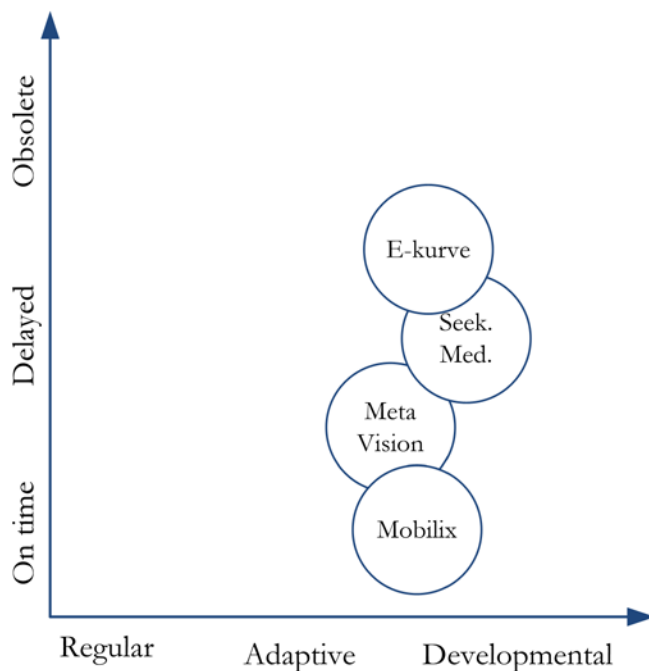 Obsolete
Delayed
On time
E-kurve
Seek.
Med.
Meta
Vision
Mobilix
Regular
Adaptive
Developmental